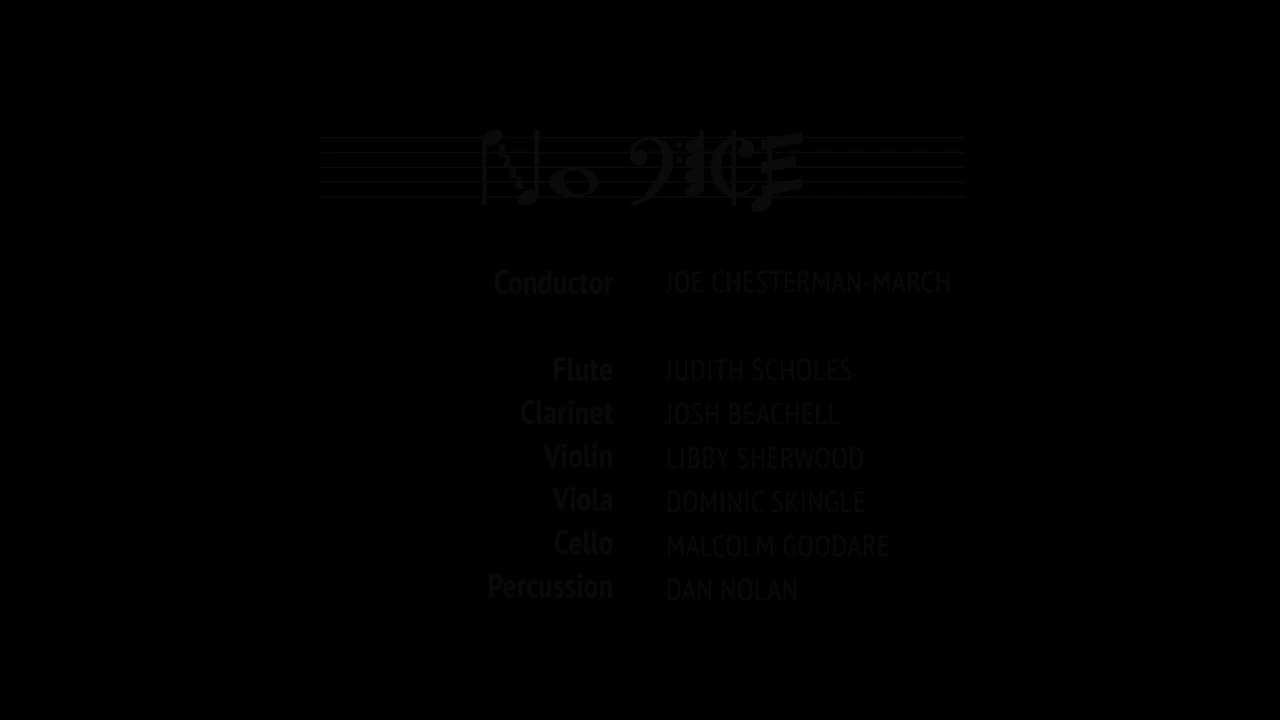 No DICE
Conductor JOE CHESTERMAN-MARCH
Flute JUDITH SCHOLES
Clarinet JOSH BEACHELL
Violin LIBBY SHERWOOD
Viola DOMINIC SKINGLE
Cello MALCOLM GOODARE
Percussion DAN NOLAN